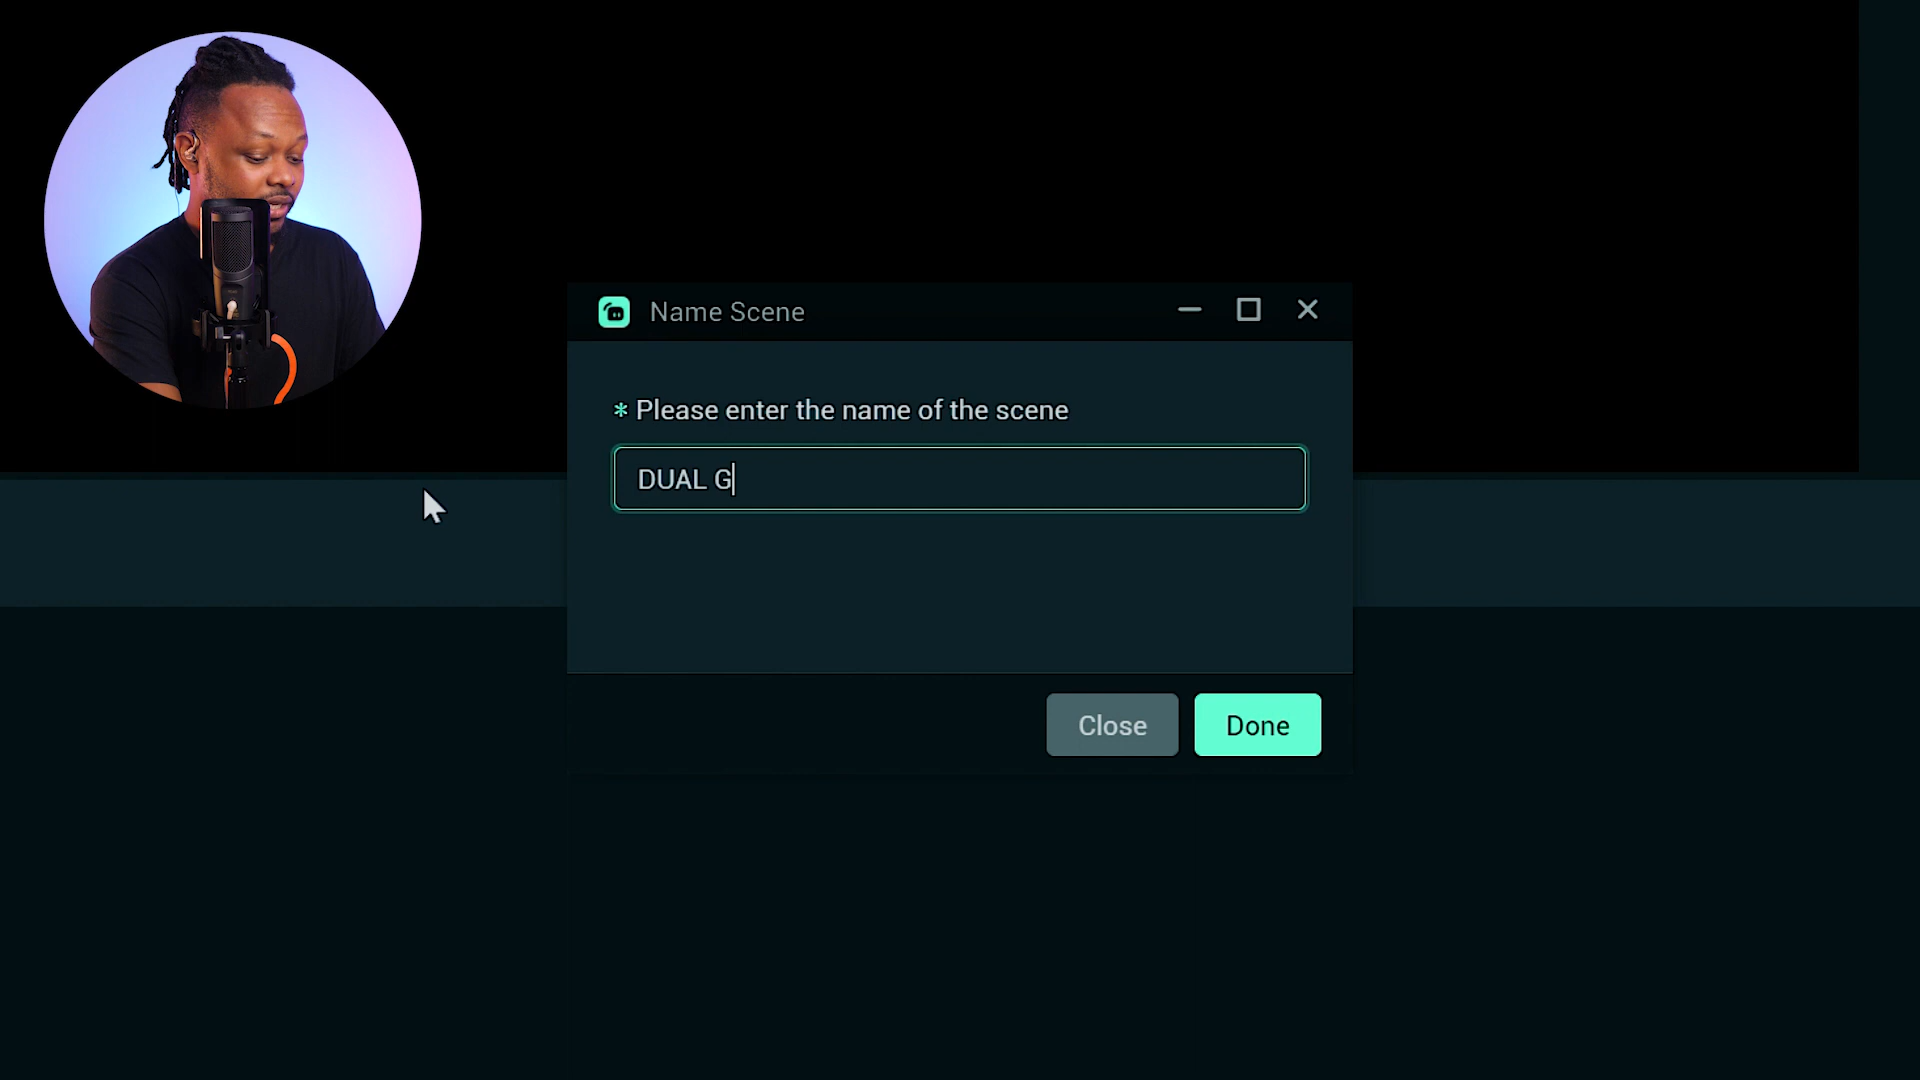 Name Scene
* Please enter the name of the scene
DUAL G
Close
Done